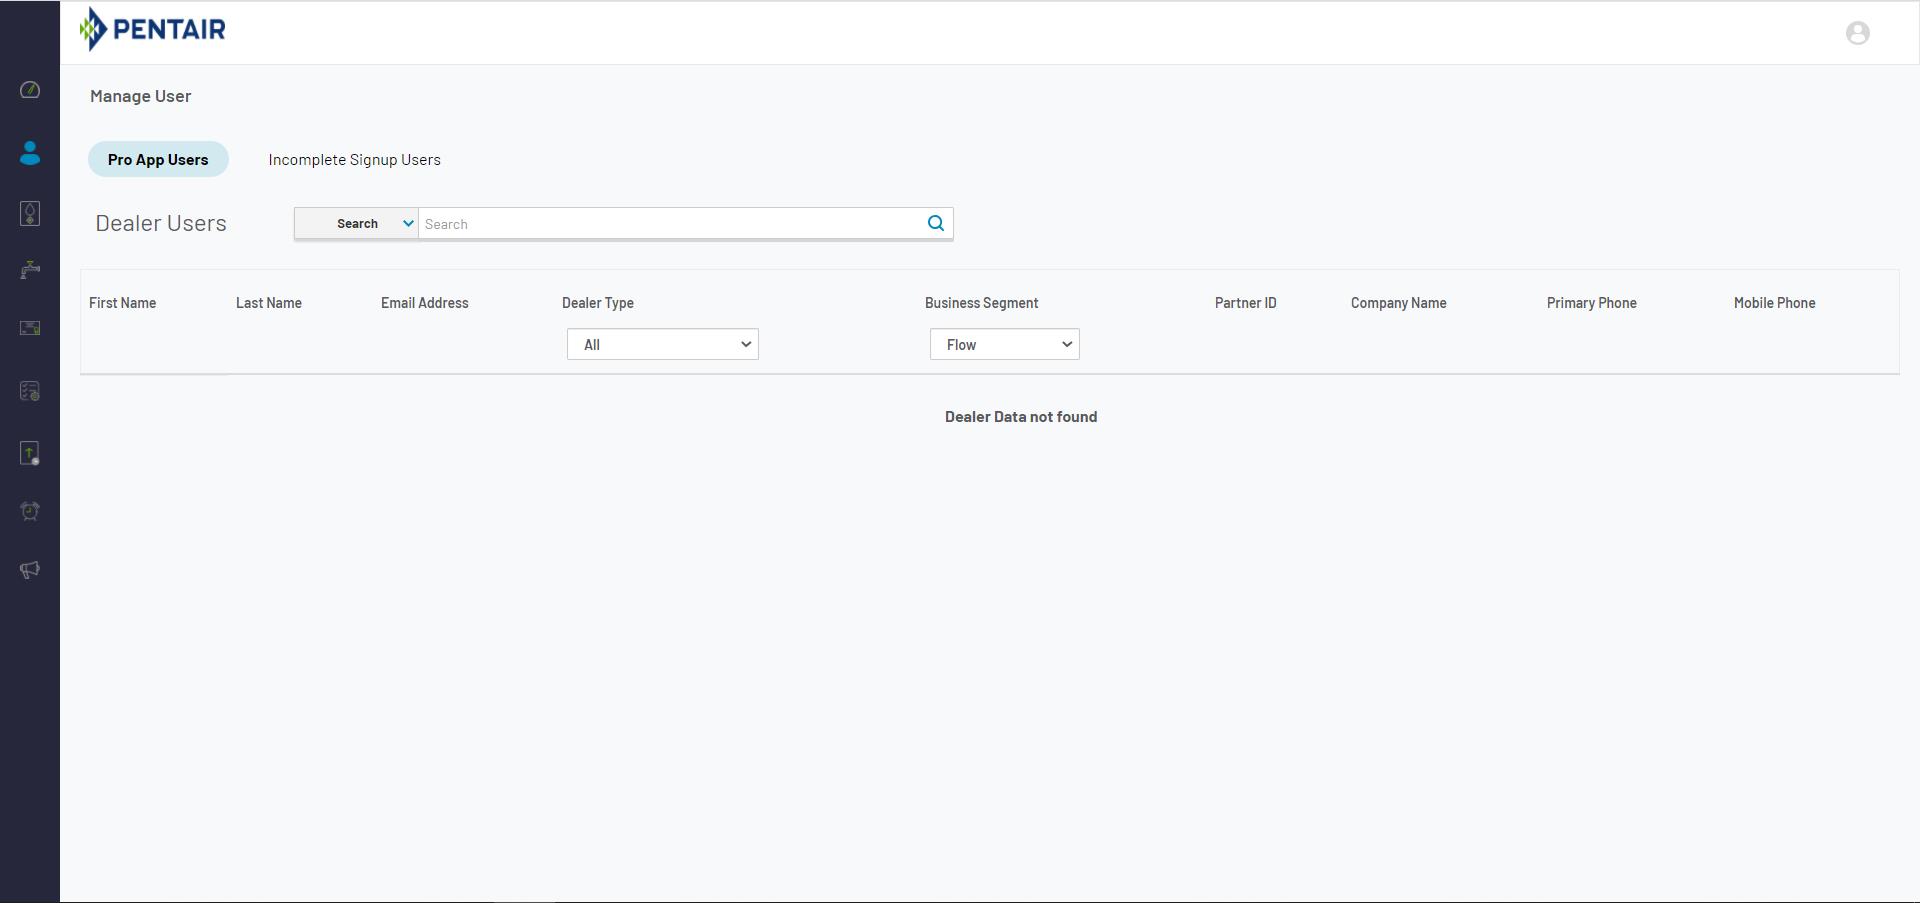 PENTAIR
Manage User
Pro App Users
Incomplete Signup Users
Dealer Users
Search
Search
First Name
Last Name
Email Address
Dealer Type
Business Segment
Partner ID
Company Name
Primary Phone
Mobile Phone
All
Flow
Dealer Data not found